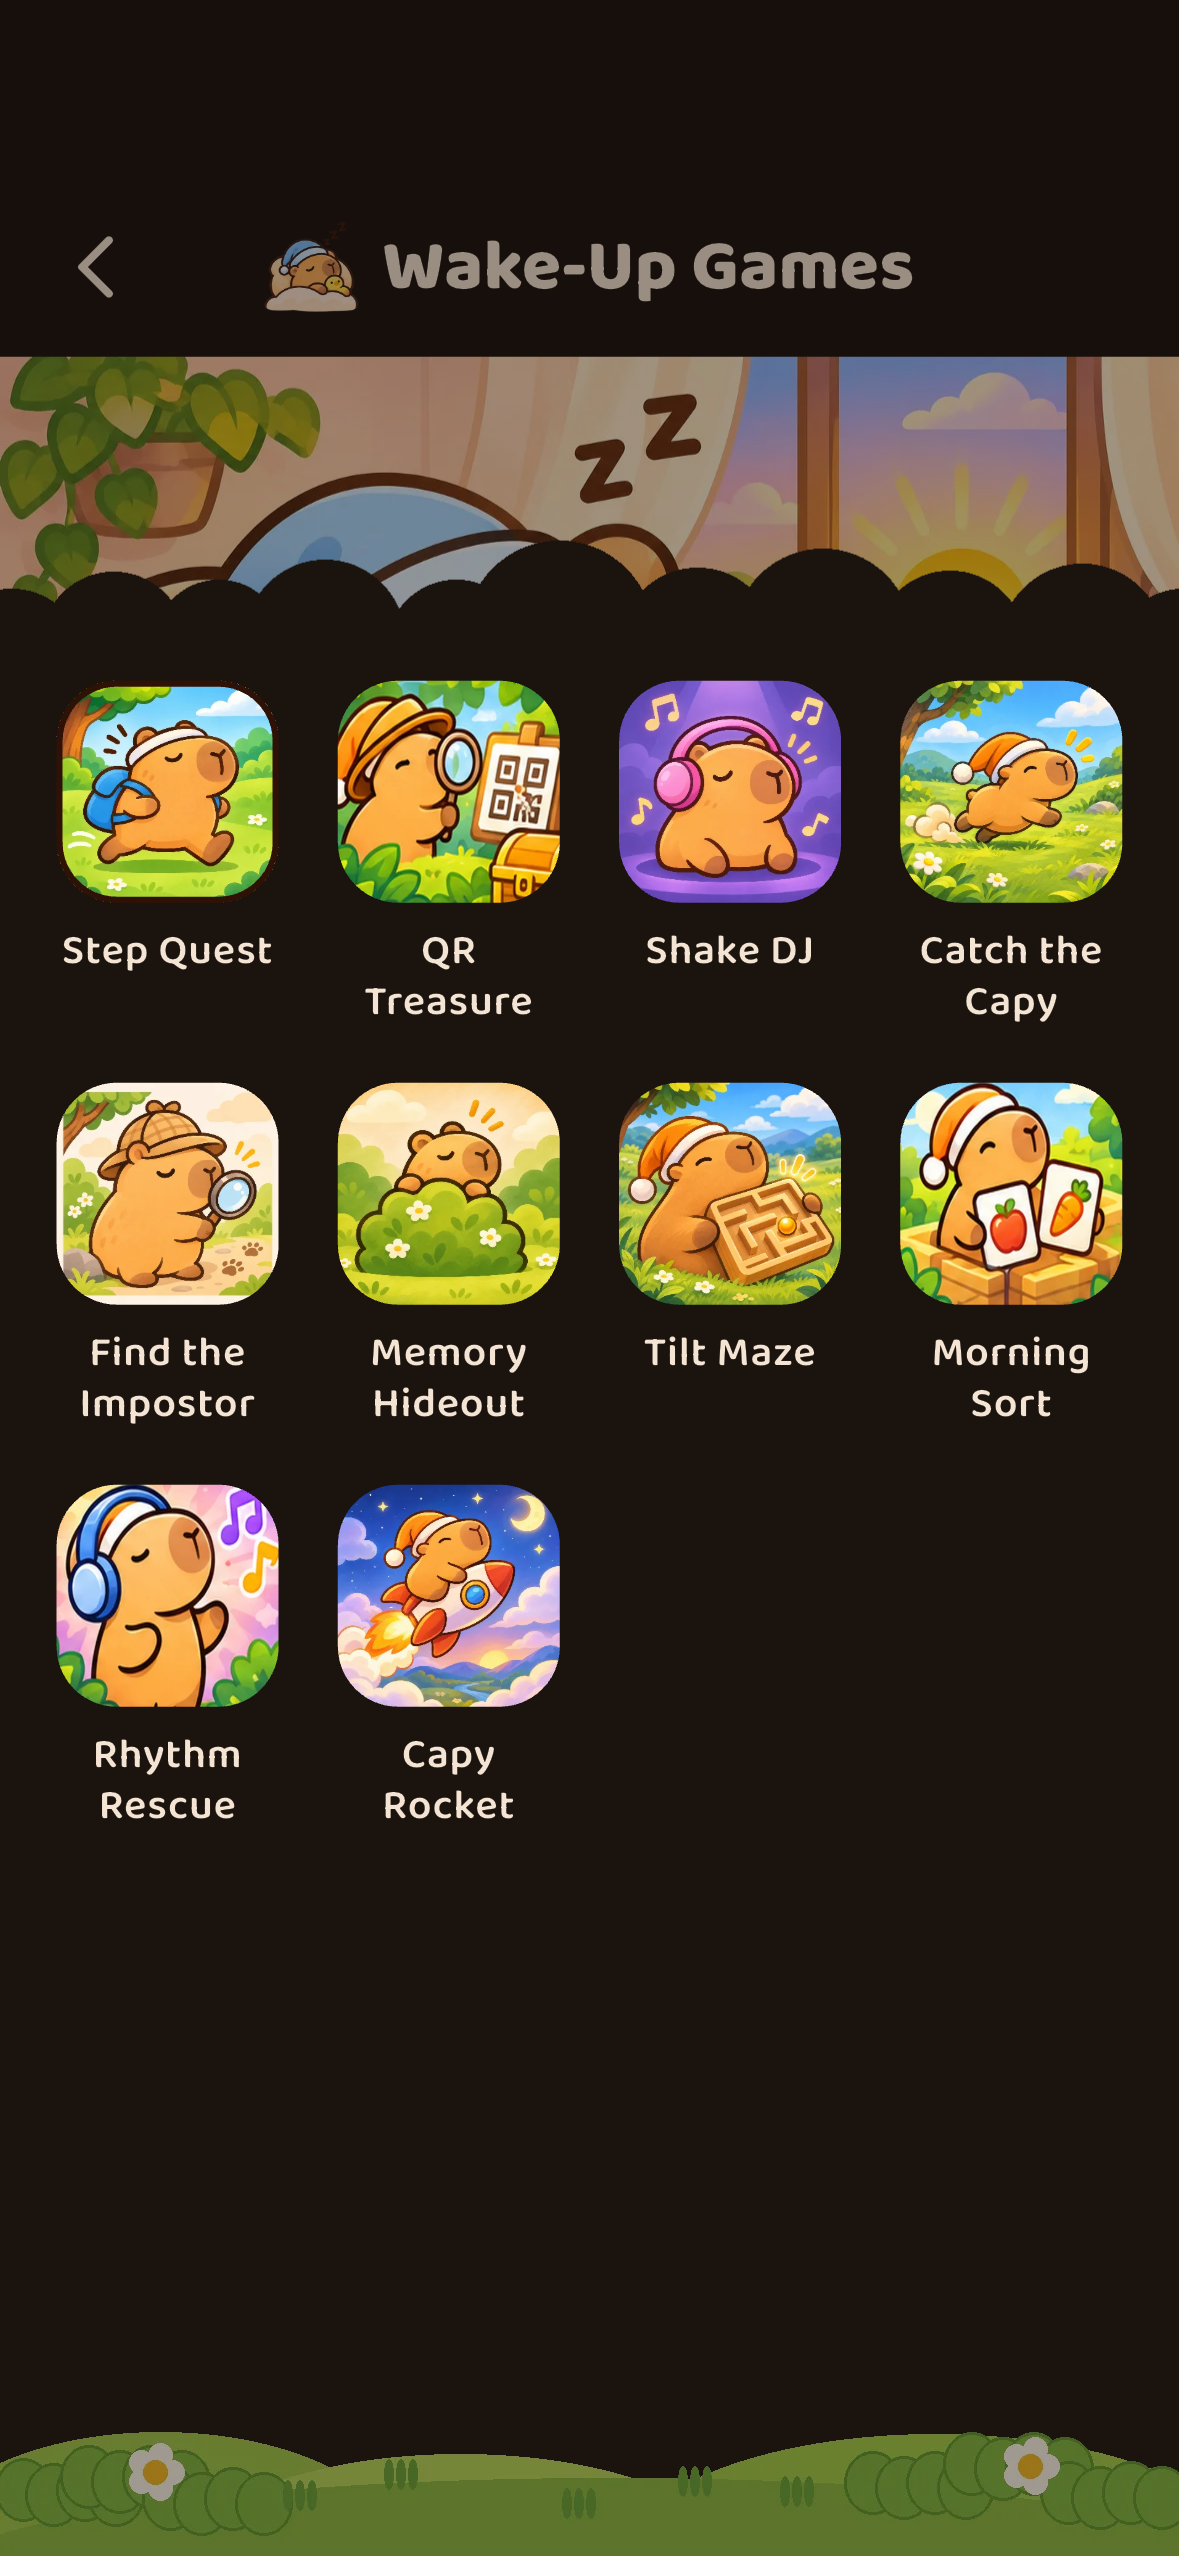 Wake-Up Games
z z
Step Quest
QR
Treasure
Shake DJ
Catch the
Capy
Find the
Impostor
Memory
Hideout
Tilt Maze
Morning
Sort
Rhythm
Rescue
Capy
Rocket